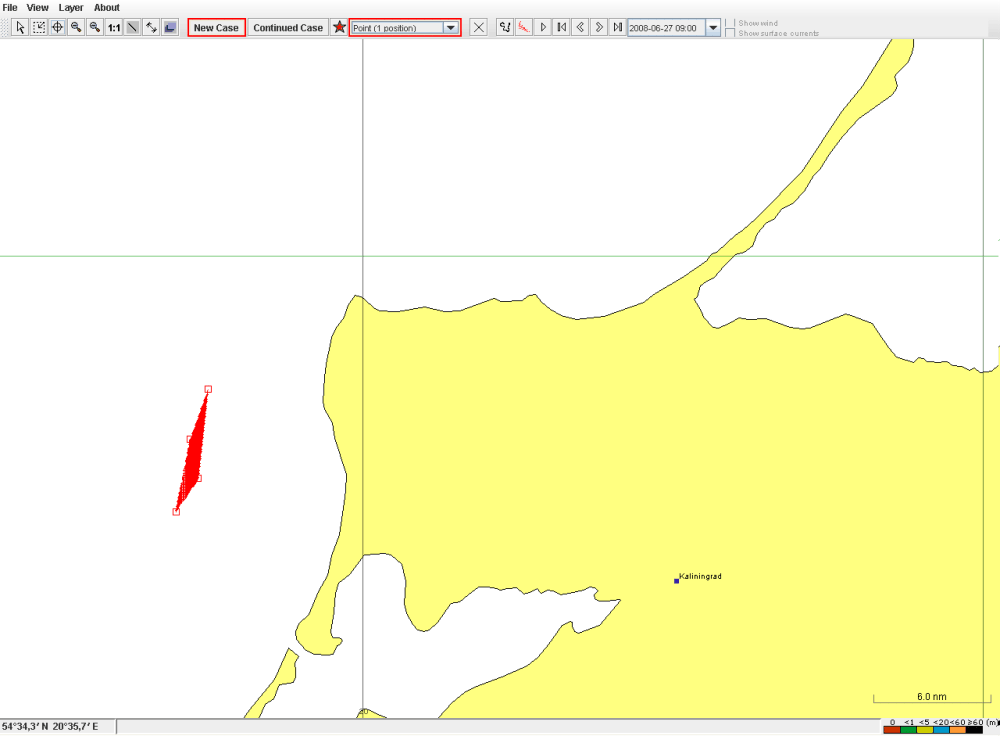 File View Layer About
1:1 New Case Continued Case Point (1 position) 2008-06-27 09:00 Show wind
Show surface currents
Kaliningrad
6.0 nm
20
54°34,3′ N 20°35,7′ E
0 <1 <5 <20 <60 ≥60 (m)